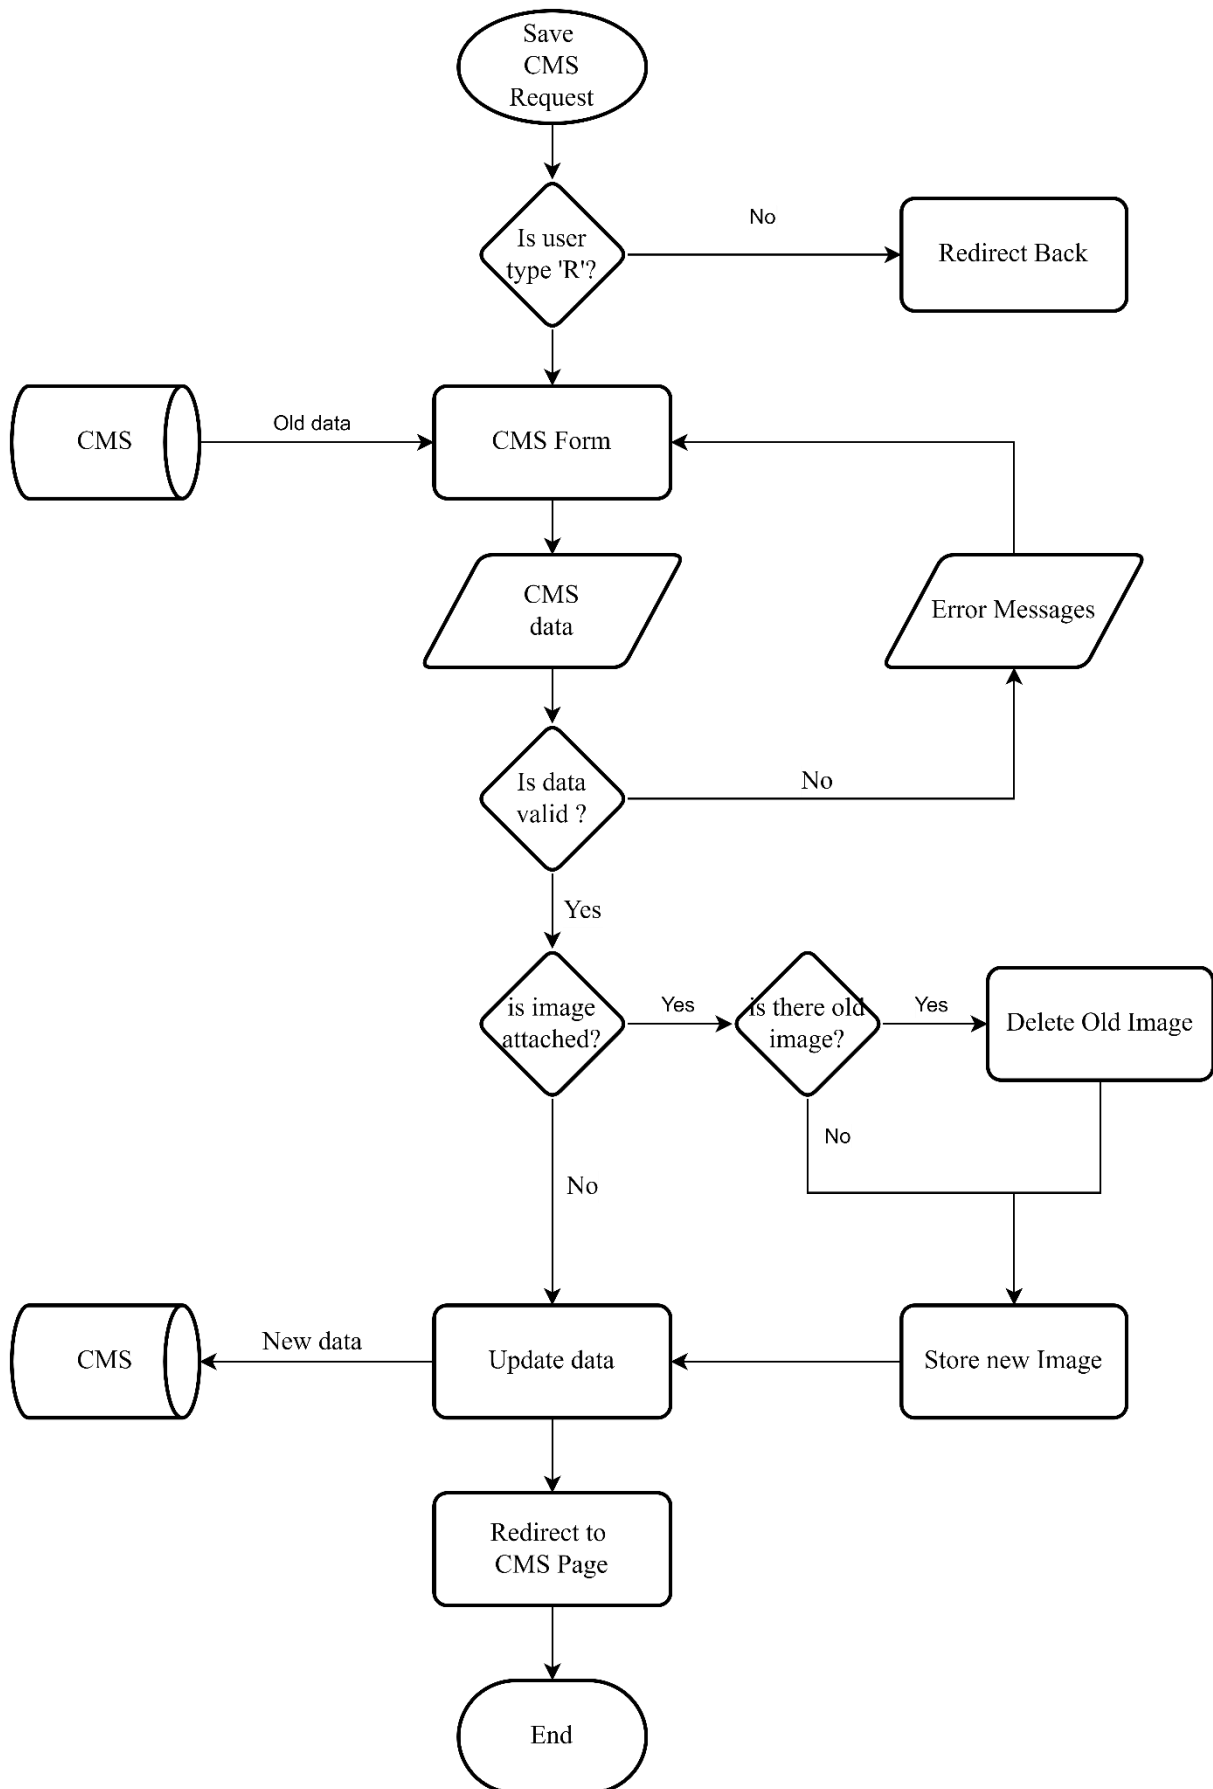 Save
CMS
Request
Is user
type 'R'?
No
Redirect Back
CMS
Old data
CMS Form
CMS
data
Error Messages
Is data
valid ?
No
Yes
is image
attached?
Yes
is there old
image?
Yes
Delete Old Image
No
No
CMS
New data
Update data
Store new Image
Redirect to
CMS Page
End